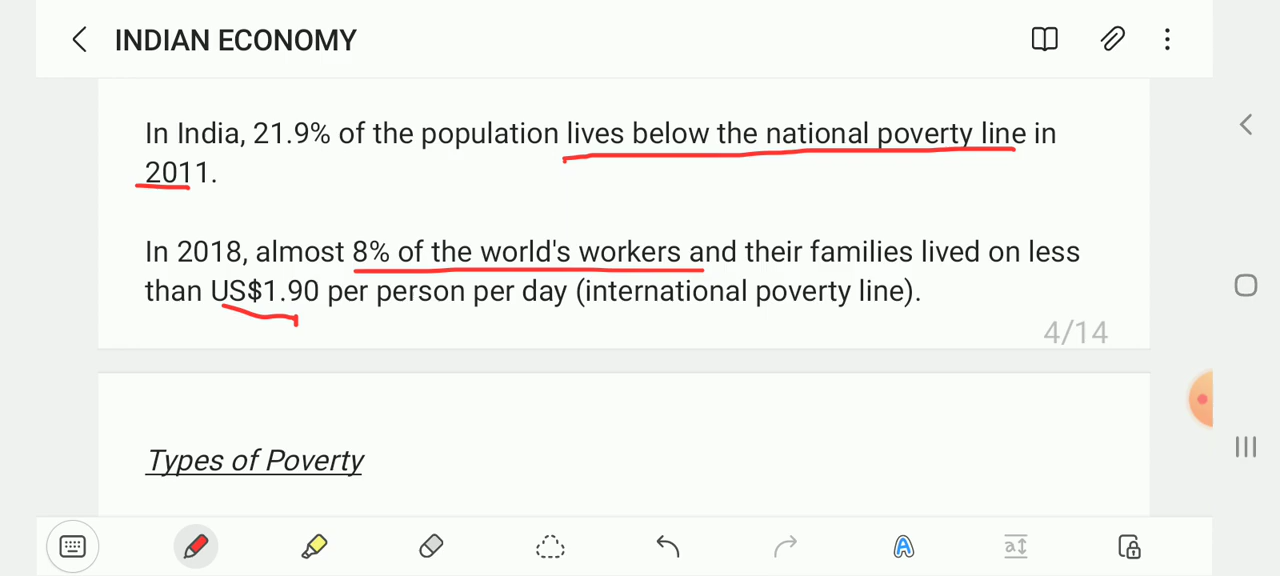 INDIAN ECONOMY
In India, 21.9% of the population lives below the national poverty line in
2011.
In 2018, almost 8% of the world's workers and their families lived on less
than US$1.90 per person per day (international poverty line).
4/14
Types of Poverty
A
a